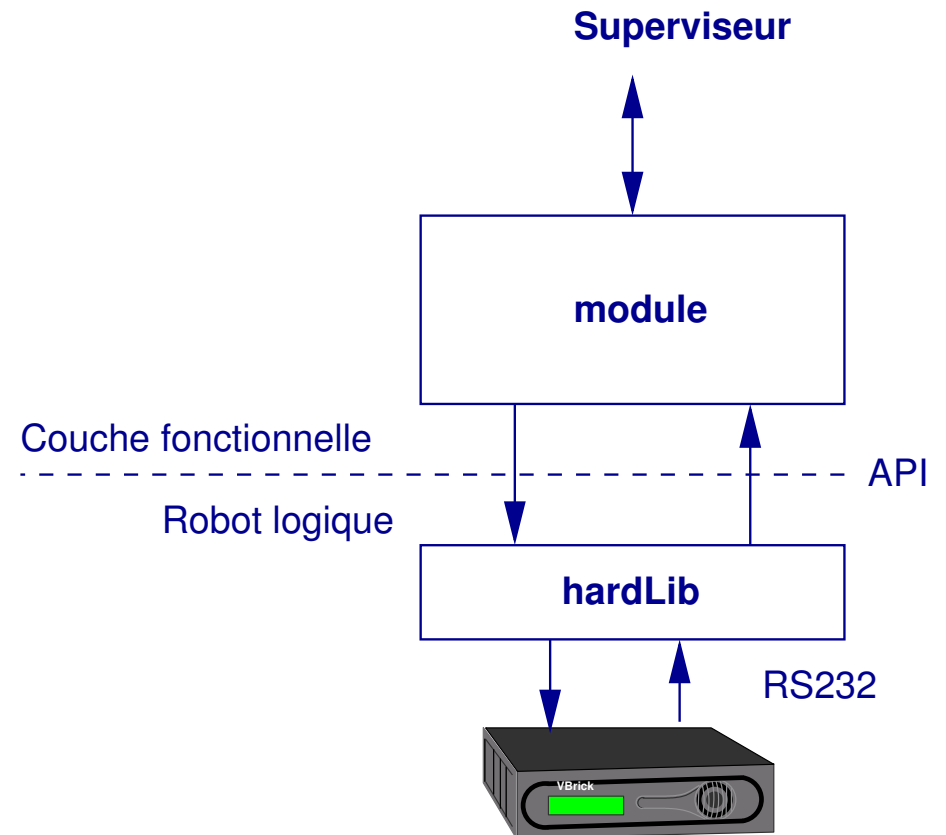 Superviseur
module
Couche fonctionnelle
API
Robot logique
hardLib
RS232
VBrick